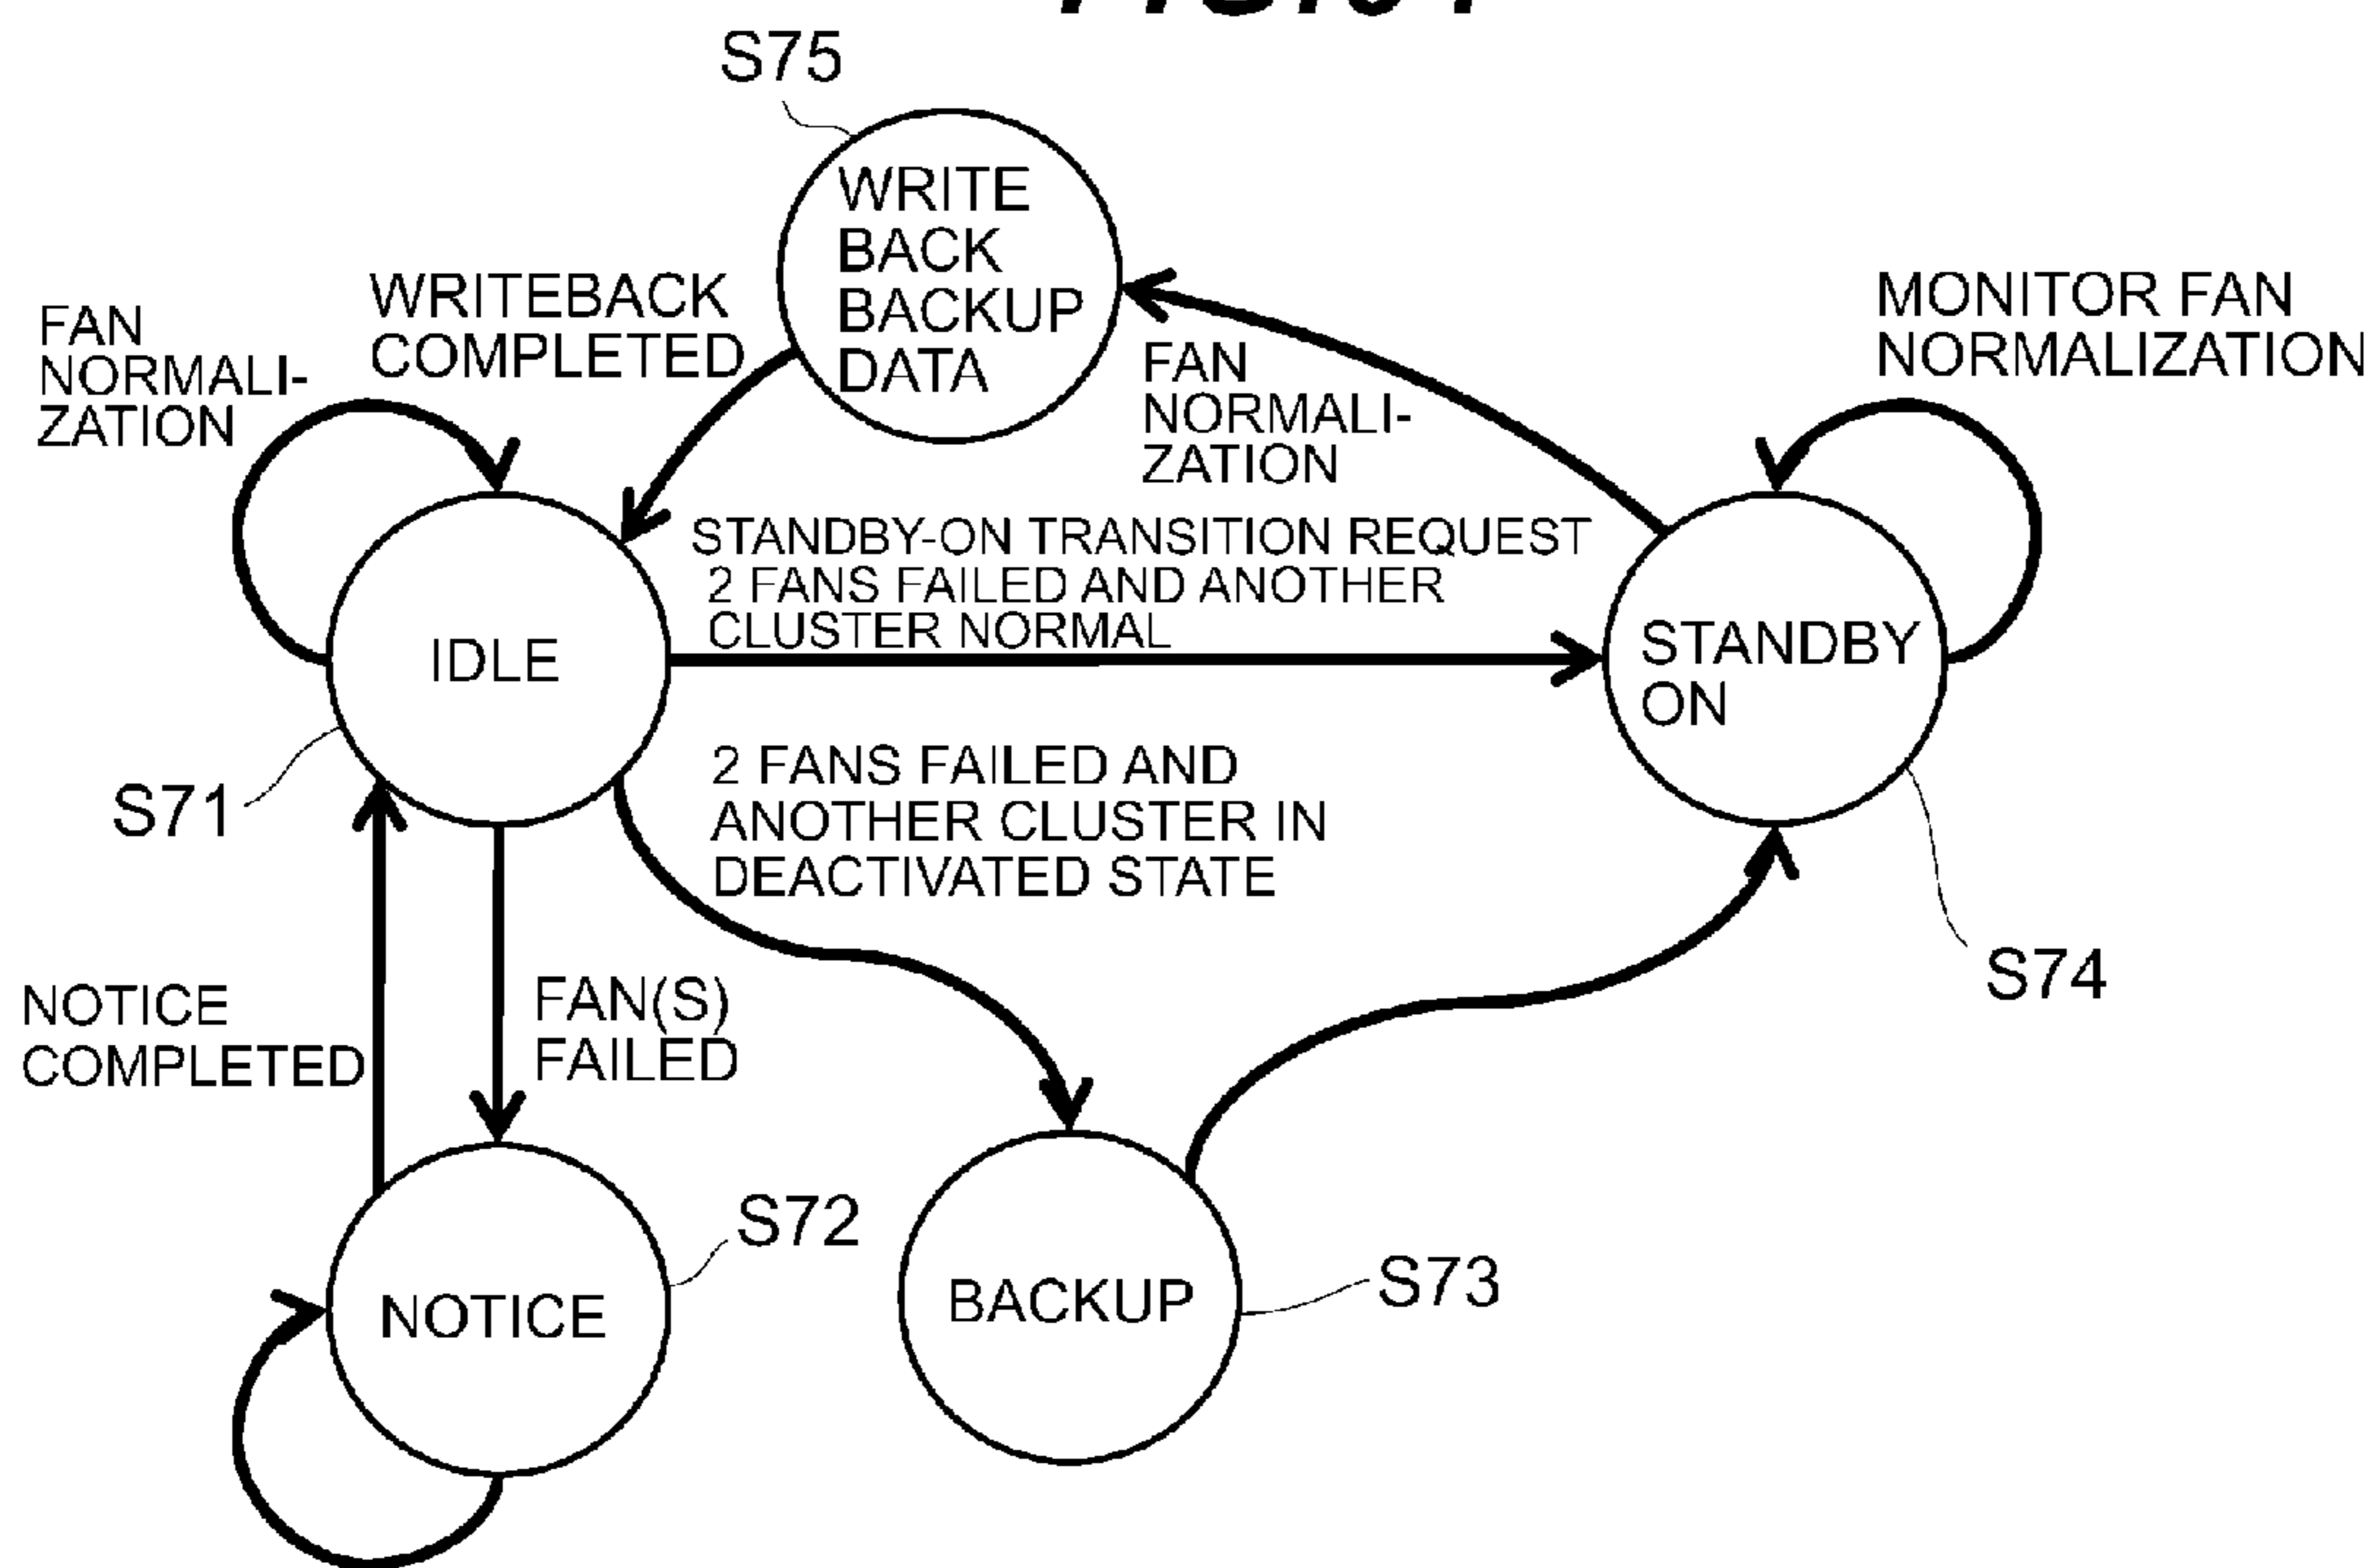 S75
WRITE
BACK
BACKUP
DATA
WRITEBACK
COMPLETED
FAN
NORMALI-
ZATION
FAN
NORMALI-
ZATION
MONITOR FAN
NORMALIZATION
STANDBY-ON TRANSITION REQUEST
2 FANS FAILED AND ANOTHER
CLUSTER NORMAL
IDLE
STANDBY
ON
S71
2 FANS FAILED AND
ANOTHER CLUSTER IN
DEACTIVATED STATE
S74
NOTICE
COMPLETED
FAN(S)
FAILED
S72
NOTICE
BACKUP
S73